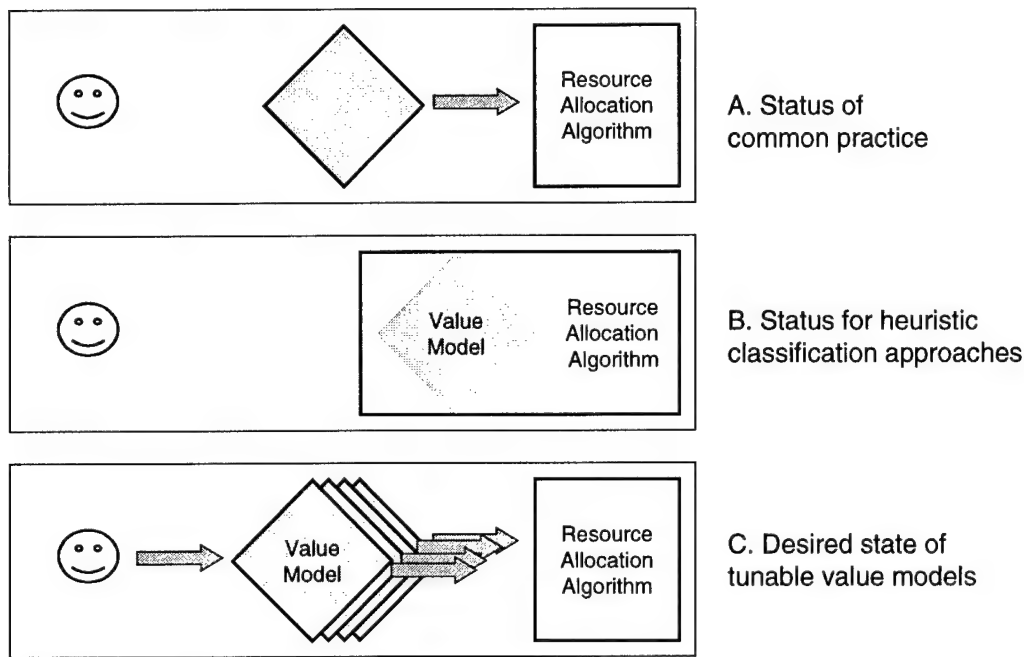 Resource
Allocation
Algorithm
A. Status of
common practice
Value
Model
Resource
Allocation
Algorithm
B. Status for heuristic
classification approaches
Value
Model
Resource
Allocation
Algorithm
C. Desired state of
tunable value models